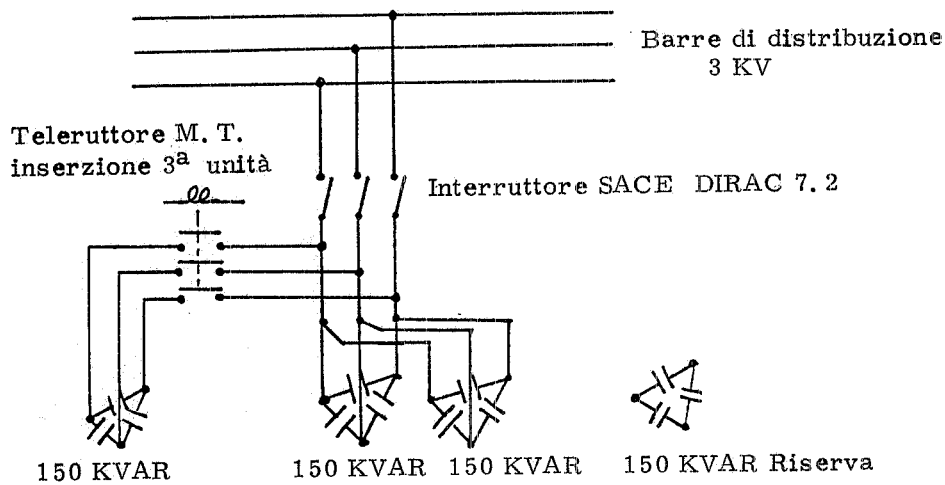 Barre di distribuzione
3 KV
Teleruttore M. T.
inserzione 3ª unità
Interruttore SACE DIRAC 7.2
150 KVAR
150 KVAR
150 KVAR
150 KVAR Riserva